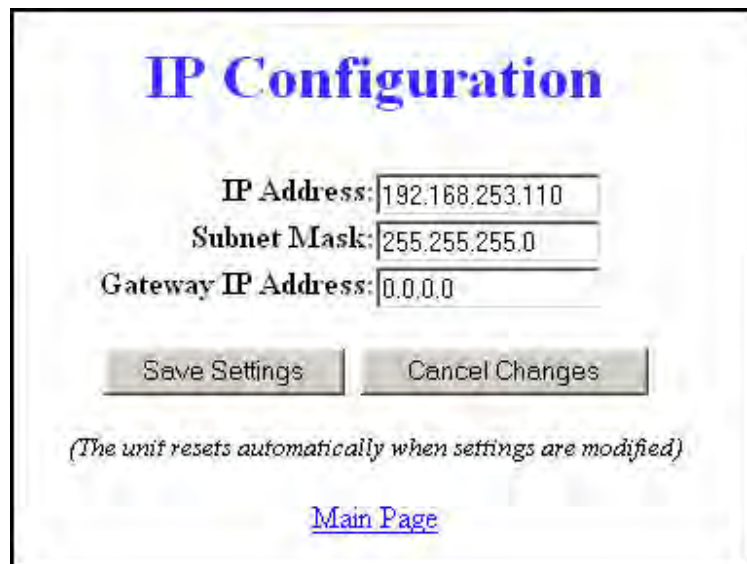 IP Configuration
IP Address: 192.168.253.110
Subnet Mask: 255.255.255.0
Gateway IP Address: 0.0.0.0
Save Settings Cancel Changes
(The unit resets automatically when settings are modified)
Main Page